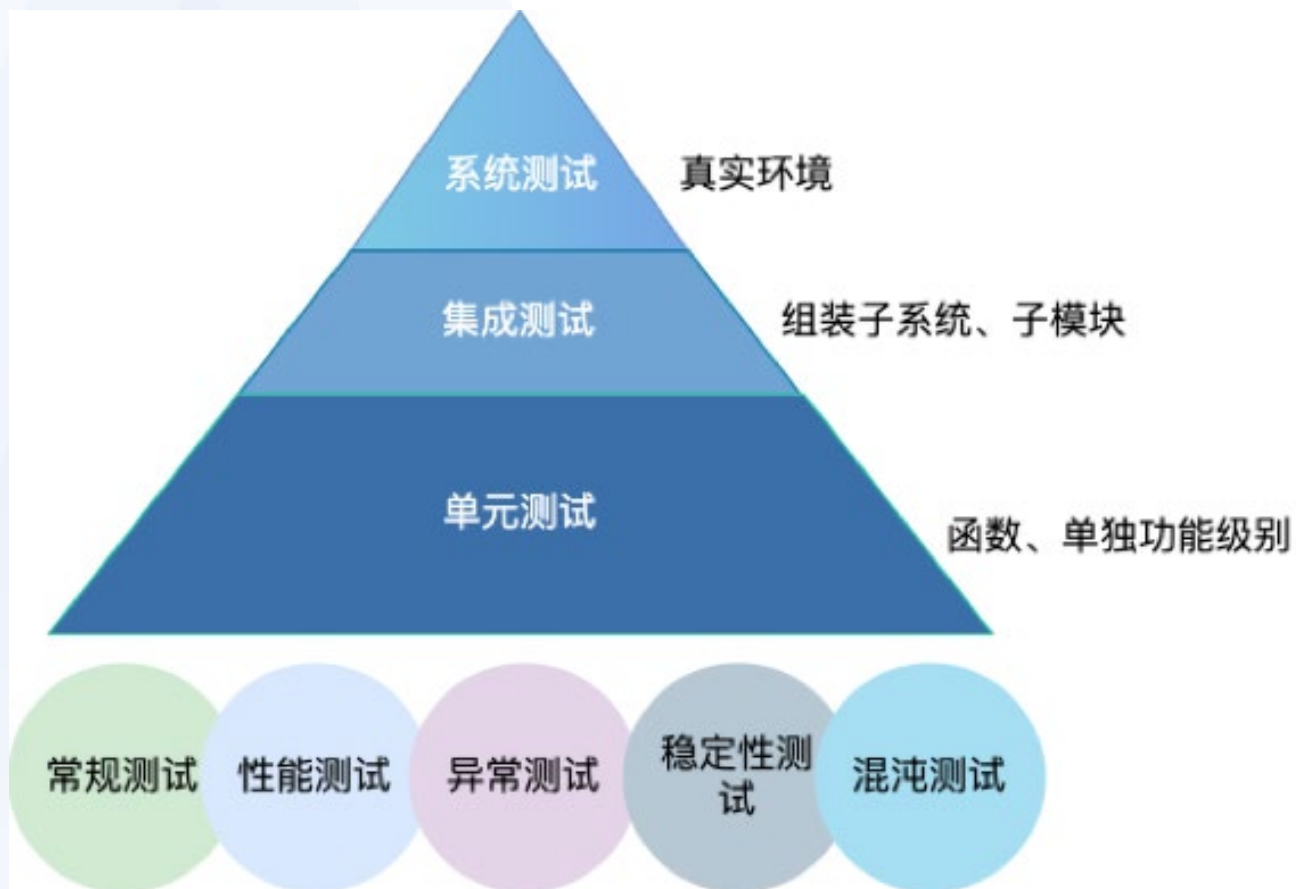 系统测试
真实环境
集成测试
组装子系统、子模块
单元测试
函数、单独功能级别
常规测试
性能测试
异常测试
稳定性测
试
混沌测试